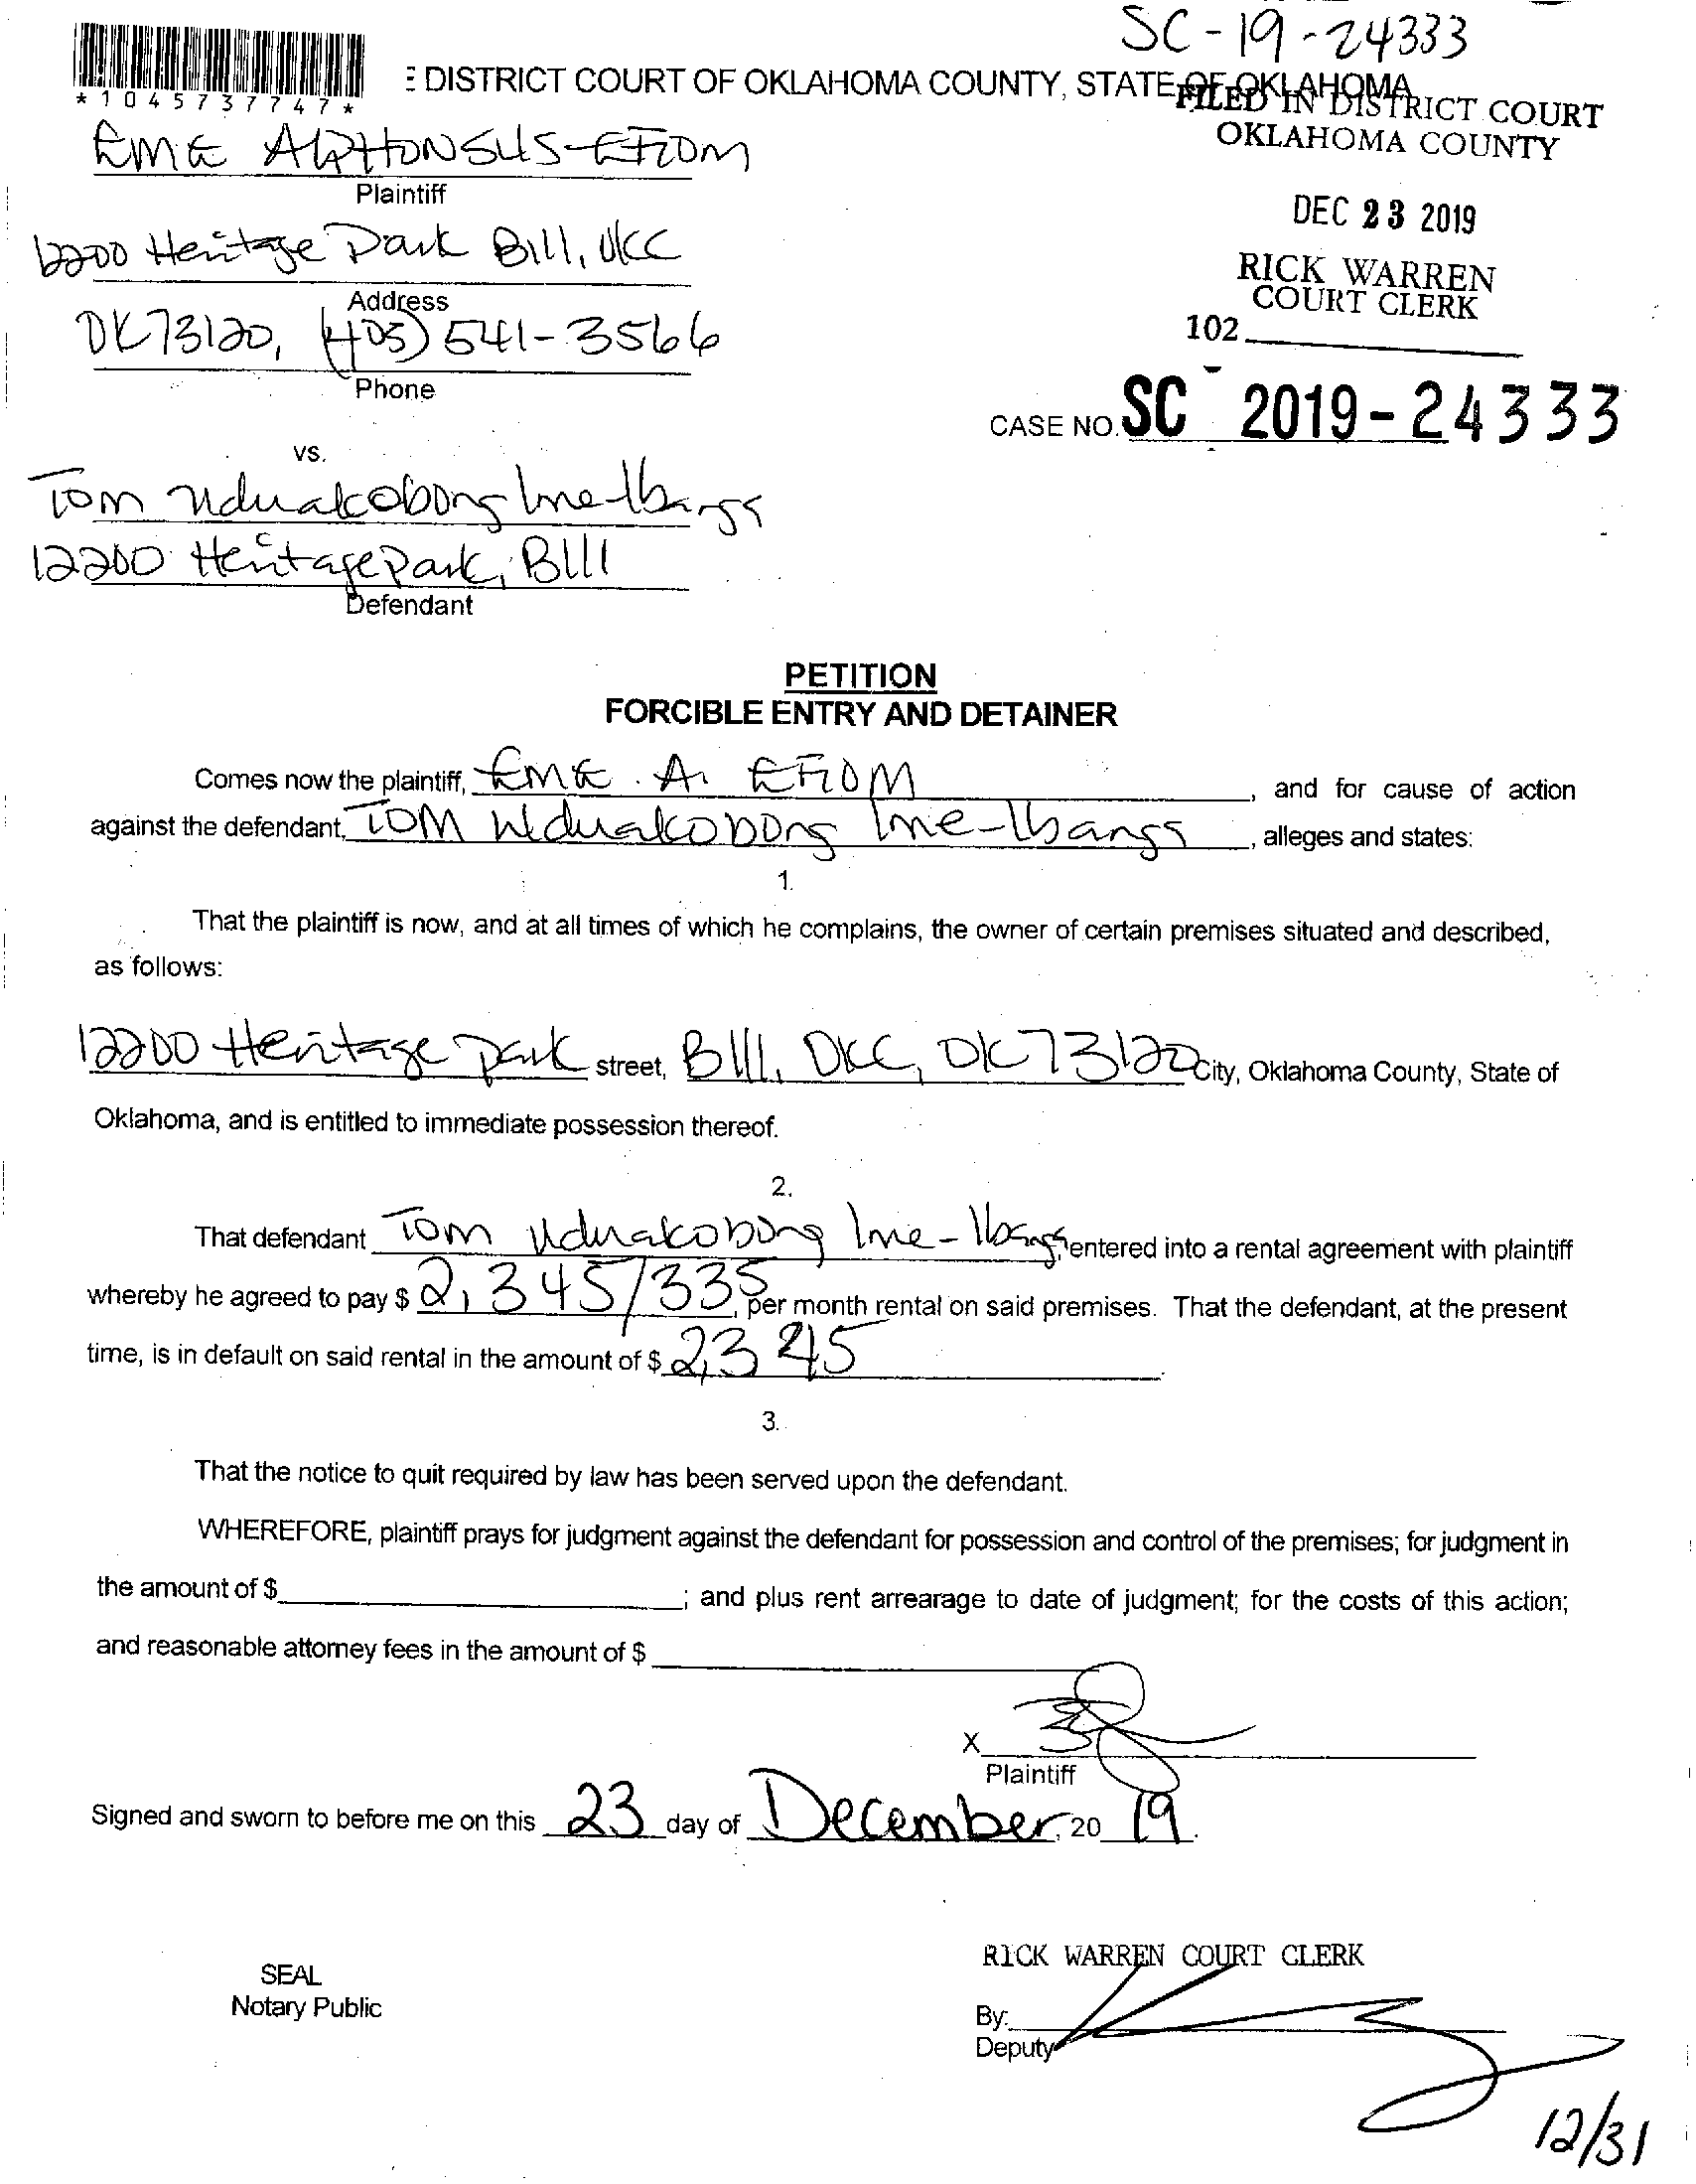 SC-19-24333
E DISTRICT COURT OF OKLAHOMA COUNTY, STATE OF OKLAHOMA
*1045737747*
FILED IN DISTRICT COURT
OKLAHOMA COUNTY
EME ALPHONSUS-EFIOM
Plaintiff
DEC 23 2019
12200 Heritage Park B111, OKC
Address
RICK WARREN
COURT CLERK
OK 73120, (405) 541-3566
Phone
102
CASE NO. SC 2019-24333
vs.
Tom Uduakobong Ime-Ibanga
12200 Heritage Park, B111
Defendant
PETITION
FORCIBLE ENTRY AND DETAINER
Comes now the plaintiff, EME . A. EFIOM, and for cause of action
against the defendant, TOM Uduakobong Ime-Ibanga, alleges and states:
1.
That the plaintiff is now, and at all times of which he complains, the owner of certain premises situated and described,
as follows:
12200 Heritage Park street, B111, OKC, OK 73120 City, Oklahoma County, State of
Oklahoma, and is entitled to immediate possession thereof.
2.
That defendant Tom Uduakobong Ime-Ibanga, entered into a rental agreement with plaintiff
whereby he agreed to pay $ 2,345/335, per month rental on said premises. That the defendant, at the present
time, is in default on said rental in the amount of $ 2,345.
3.
That the notice to quit required by law has been served upon the defendant.
WHEREFORE, plaintiff prays for judgment against the defendant for possession and control of the premises; for judgment in
the amount of $ ; and plus rent arrearage to date of judgment; for the costs of this action;
and reasonable attorney fees in the amount of $
X
Plaintiff
Signed and sworn to before me on this 23 day of December, 20 19.
RICK WARREN COURT CLERK
SEAL
Notary Public
By:
Deputy
12/31